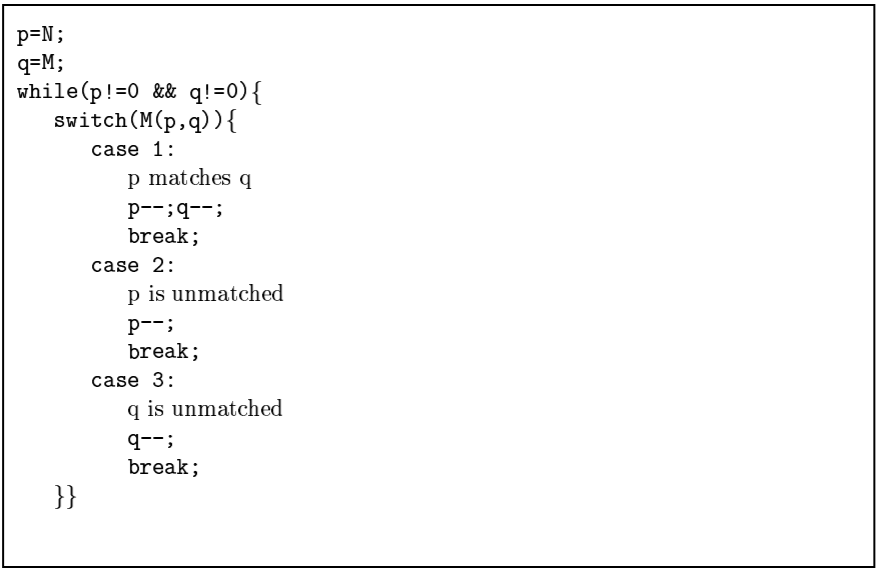 p=N;
q=M;
while(p!=0 && q!=0){
switch(M(p,q)){
case 1:
p matches q
p--;q--;
break;
case 2:
p is unmatched
p--;
break;
case 3:
q is unmatched
q--;
break;
}}